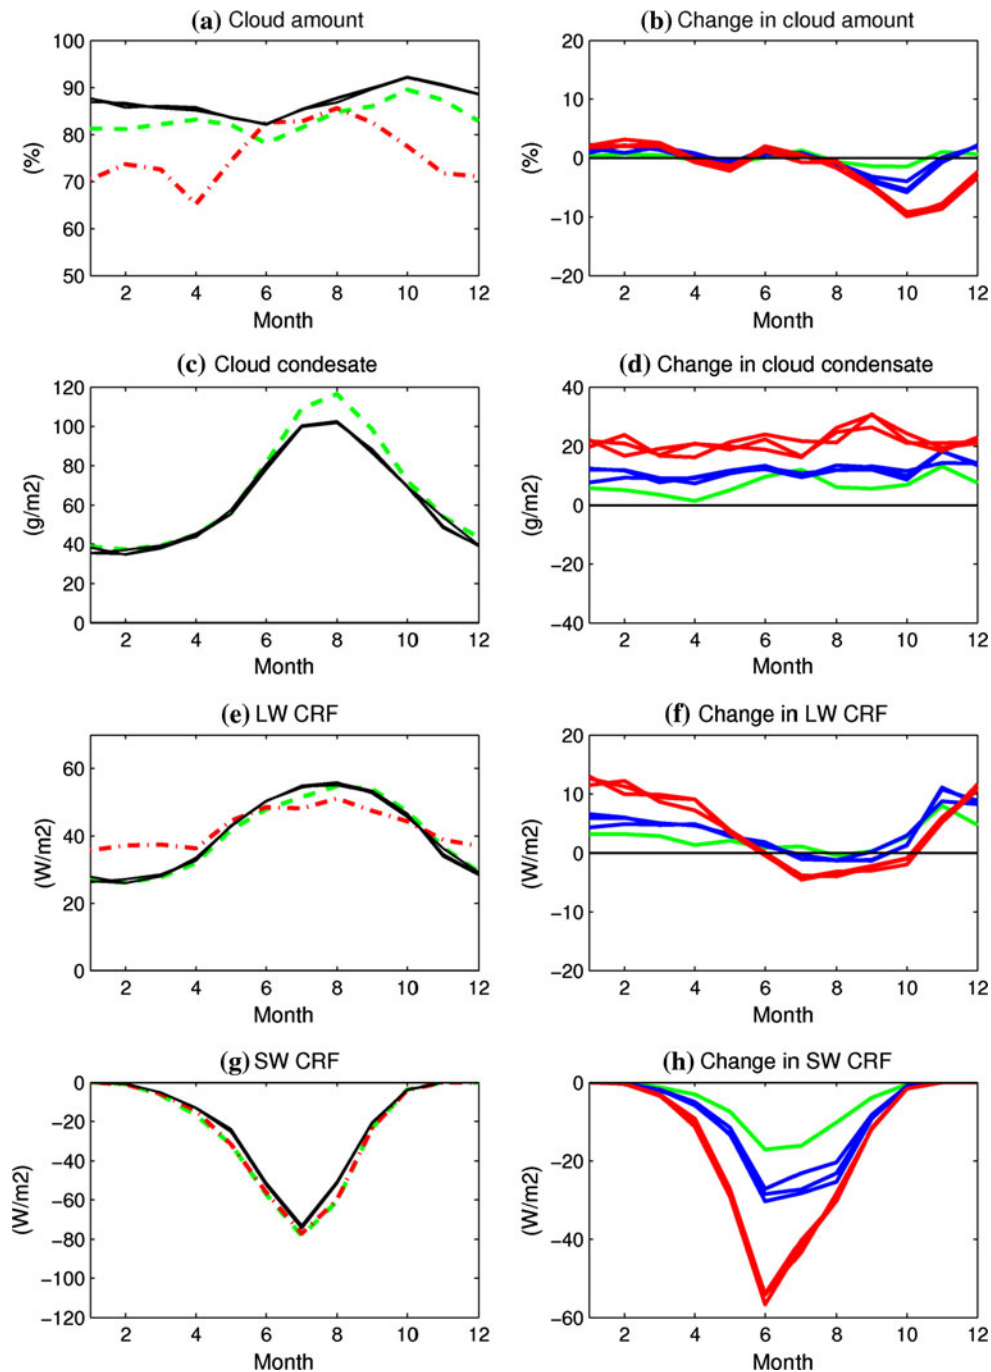 (a) Cloud amount
100
90
80
70
60
50
(%)
2 4 6 8 10 12
Month
(b) Change in cloud amount
20
10
0
−10
−20
(%)
2 4 6 8 10 12
Month
(c) Cloud condesate
120
100
80
60
40
20
0
(g/m2)
2 4 6 8 10 12
Month
(d) Change in cloud condensate
40
20
0
−20
−40
(g/m2)
2 4 6 8 10 12
Month
(e) LW CRF
60
40
20
0
(W/m2)
2 4 6 8 10 12
Month
(f) Change in LW CRF
20
10
0
−10
−20
(W/m2)
2 4 6 8 10 12
Month
(g) SW CRF
0
−20
−40
−60
−80
−100
−120
(W/m2)
2 4 6 8 10 12
Month
(h) Change in SW CRF
0
−20
−40
−60
(W/m2)
2 4 6 8 10 12
Month